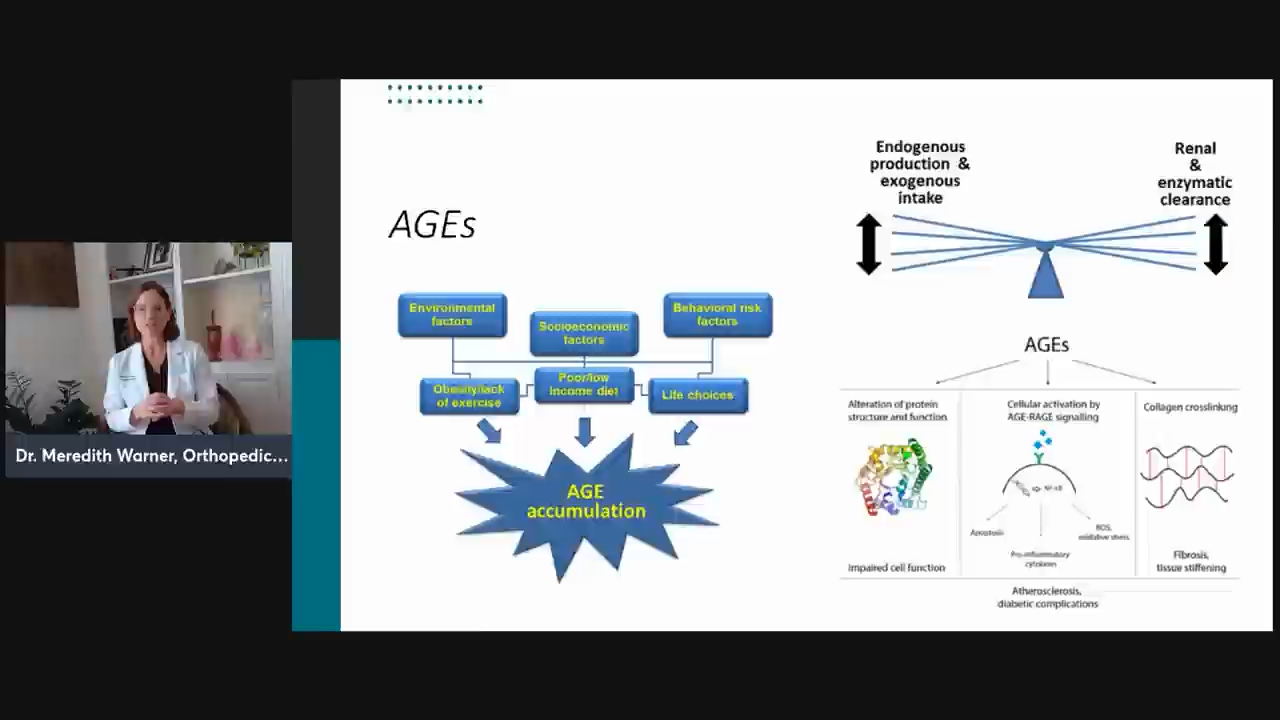 AGEs
Environmental
factors
Socioeconomic
factors
Behavioral risk
factors
Obesity/lack
of exercise
Poor/low
income diet
Life choices
AGE
accumulation
Endogenous
production &
exogenous
intake
Renal
&
enzymatic
clearance
AGEs
Alteration of protein
structure and function
Cellular activation by
AGE-RAGE signalling
Collagen crosslinking
NF-κB
Apoptosis
Pro-inflammatory
cytokines
ROS,
oxidative stress
Impaired cell function
Fibrosis,
tissue stiffening
Atherosclerosis,
diabetic complications
Dr. Meredith Warner, Orthopedic...